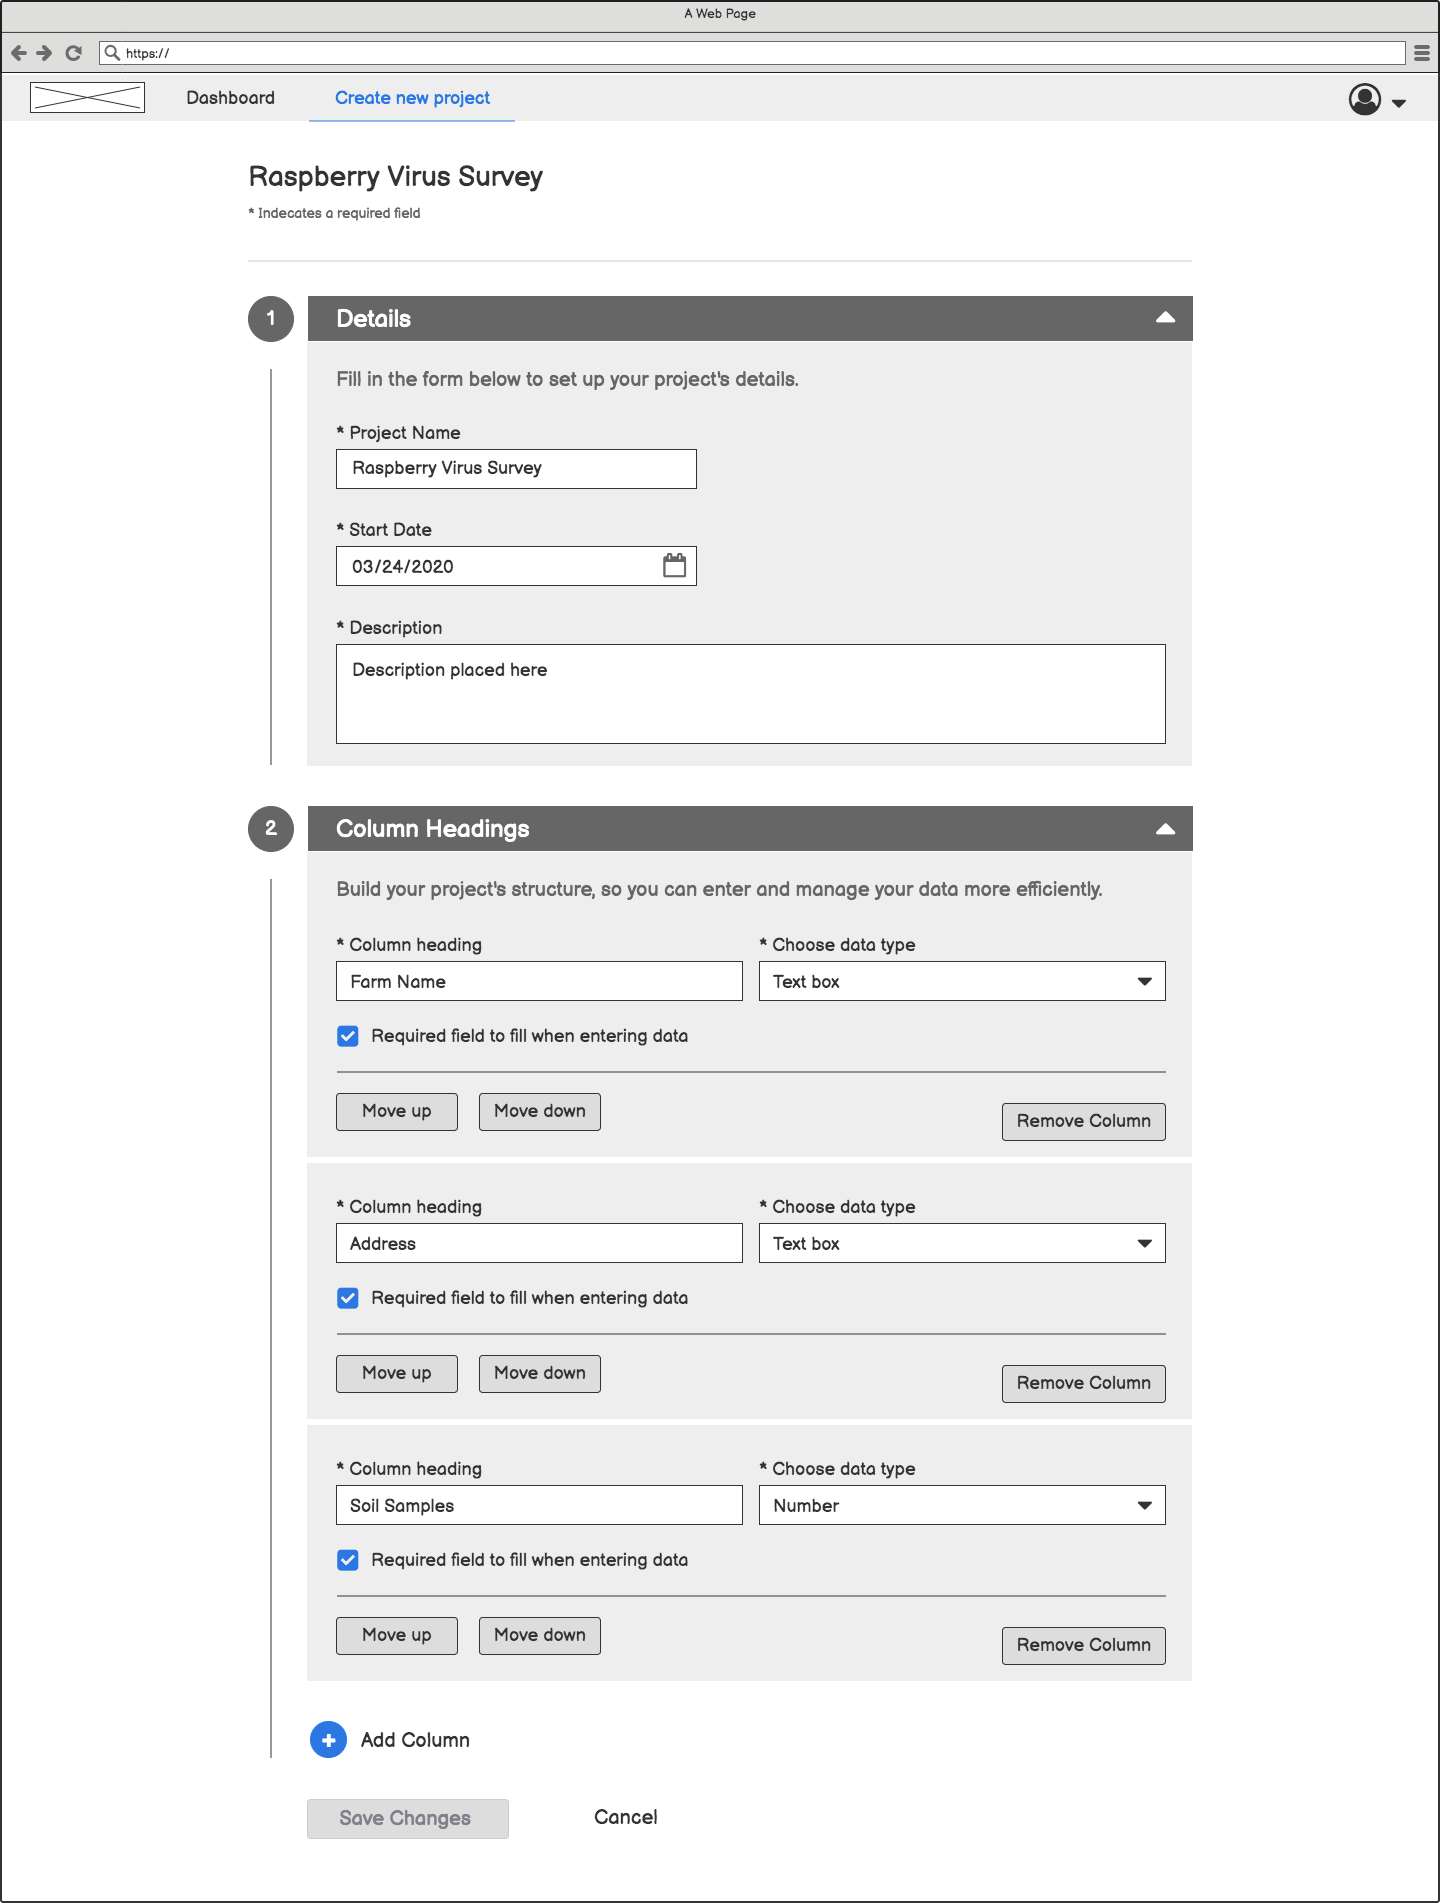 A Web Page
https://
Dashboard Create new project
Raspberry Virus Survey
* Indecates a required field
1 Details
Fill in the form below to set up your project's details.
* Project Name
Raspberry Virus Survey
* Start Date
03/24/2020
* Description
Description placed here
2 Column Headings
Build your project's structure, so you can enter and manage your data more efficiently.
* Column heading * Choose data type
Farm Name Text box
Required field to fill when entering data
Move up Move down Remove Column
* Column heading * Choose data type
Address Text box
Required field to fill when entering data
Move up Move down Remove Column
* Column heading * Choose data type
Soil Samples Number
Required field to fill when entering data
Move up Move down Remove Column
Add Column
Save Changes Cancel